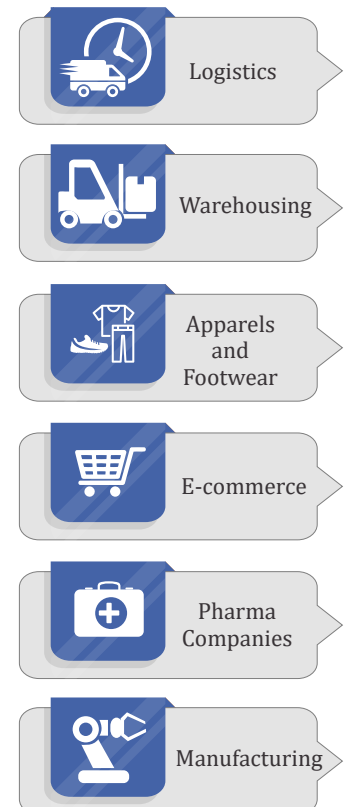 Logistics
Warehousing
Apparels
and
Footwear
E-commerce
Pharma
Companies
Manufacturing